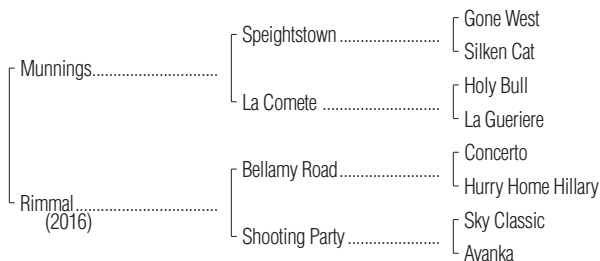 Gone West
Speightstown
Silken Cat
Munnings
Holy Bull
La Comete
La Gueriere
Concerto
Bellamy Road
Hurry Home Hillary
Rimmal
(2016)
Sky Classic
Shooting Party
Avanka